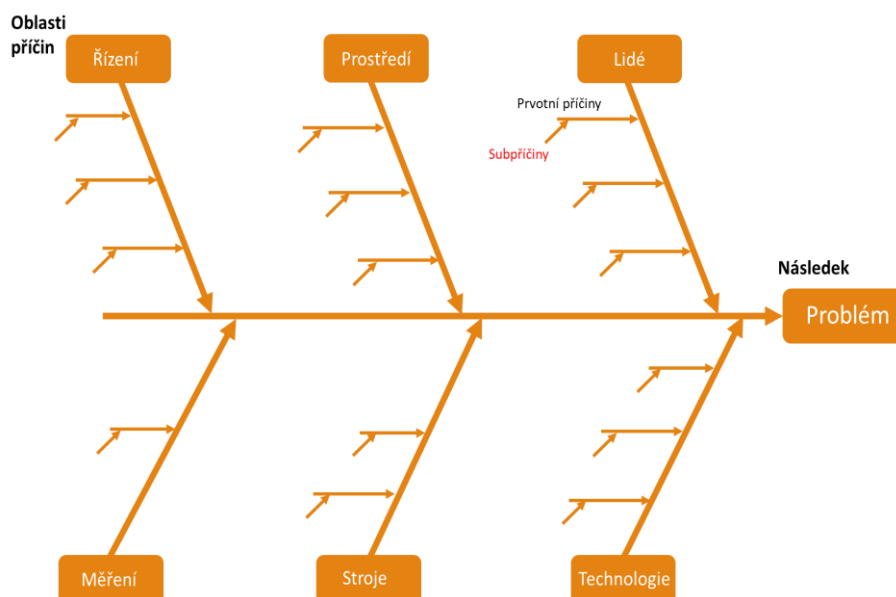 Oblasti
příčin
Řízení
Prostředí
Lidé
Prvotní příčiny
Subpříčiny
Následek
Problém
Měření
Stroje
Technologie